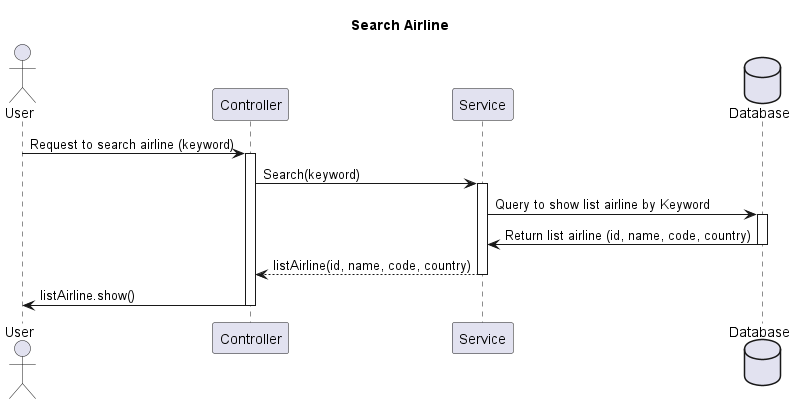 Search Airline
User
Controller
Service
Database
Request to search airline (keyword)
Search(keyword)
Query to show list airline by Keyword
Return list airline (id, name, code, country)
listAirline(id, name, code, country)
listAirline.show()
User
Controller
Service
Database